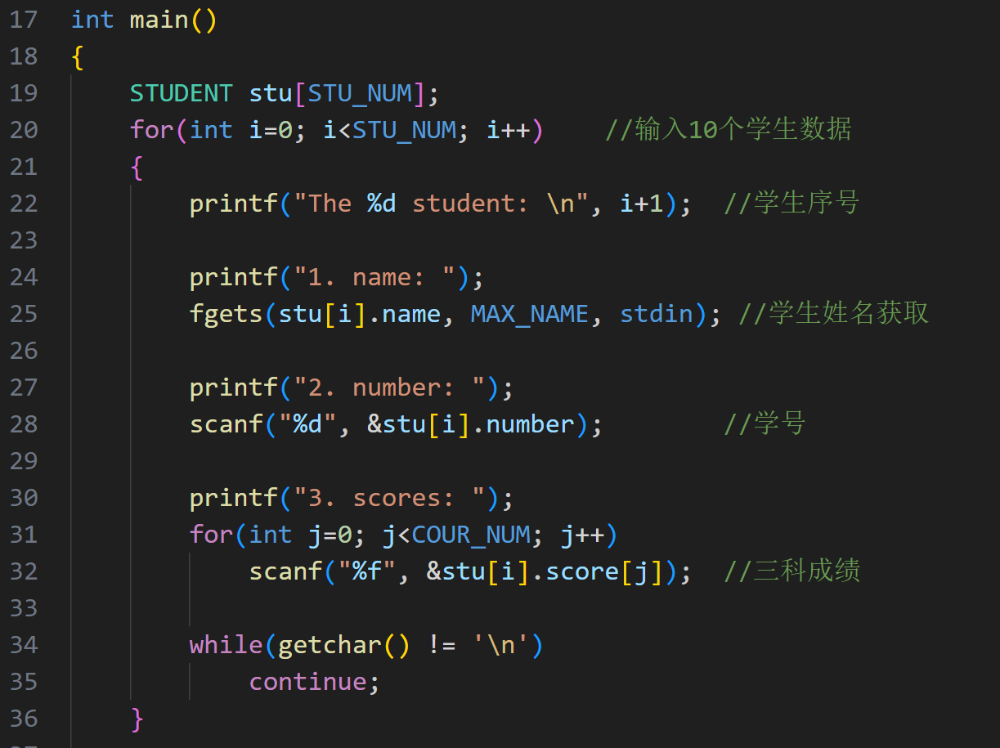 17 int main()
18 {
19     STUDENT stu[STU_NUM];
20     for(int i=0; i<STU_NUM; i++)    //输入10个学生数据
21     {
22         printf("The %d student: \n", i+1);  //学生序号
23
24         printf("1. name: ");
25         fgets(stu[i].name, MAX_NAME, stdin); //学生姓名获取
26
27         printf("2. number: ");
28         scanf("%d", &stu[i].number);        //学号
29
30         printf("3. scores: ");
31         for(int j=0; j<COUR_NUM; j++)
32             scanf("%f", &stu[i].score[j]);  //三科成绩
33
34         while(getchar() != '\n')
35             continue;
36     }